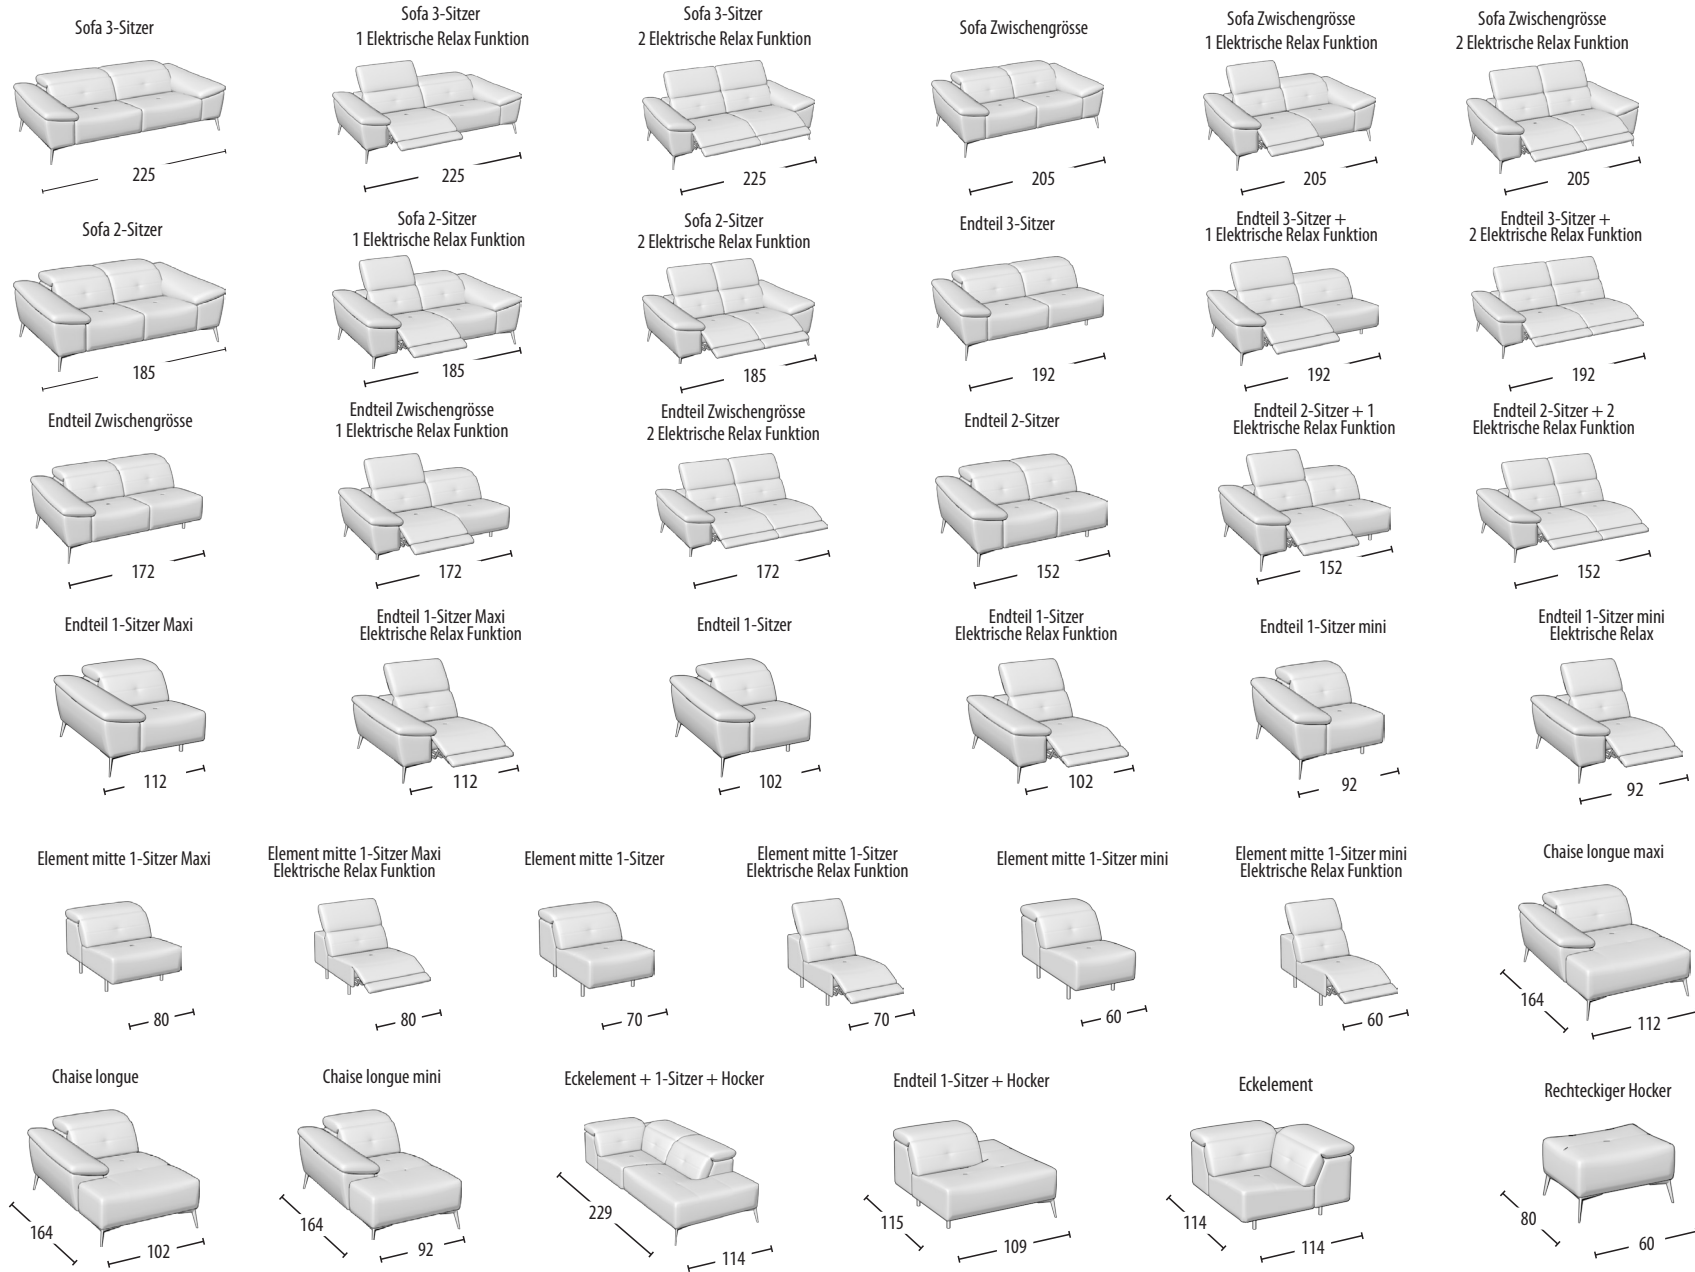 Sofa 3-Sitzer
225
Sofa 3-Sitzer
1 Elektrische Relax Funktion
225
Sofa 3-Sitzer
2 Elektrische Relax Funktion
225
Sofa Zwischengrösse
205
Sofa Zwischengrösse
1 Elektrische Relax Funktion
205
Sofa Zwischengrösse
2 Elektrische Relax Funktion
205
Sofa 2-Sitzer
185
Sofa 2-Sitzer
1 Elektrische Relax Funktion
185
Sofa 2-Sitzer
2 Elektrische Relax Funktion
185
Endteil 3-Sitzer
192
Endteil 3-Sitzer +
1 Elektrische Relax Funktion
192
Endteil 3-Sitzer +
2 Elektrische Relax Funktion
192
Endteil Zwischengrösse
172
Endteil Zwischengrösse
1 Elektrische Relax Funktion
172
Endteil Zwischengrösse
2 Elektrische Relax Funktion
172
Endteil 2-Sitzer
152
Endteil 2-Sitzer + 1
Elektrische Relax Funktion
152
Endteil 2-Sitzer + 2
Elektrische Relax Funktion
152
Endteil 1-Sitzer Maxi
112
Endteil 1-Sitzer Maxi
Elektrische Relax Funktion
112
Endteil 1-Sitzer
102
Endteil 1-Sitzer
Elektrische Relax Funktion
102
Endteil 1-Sitzer mini
92
Endteil 1-Sitzer mini
Elektrische Relax
92
Element mitte 1-Sitzer Maxi
80
Element mitte 1-Sitzer Maxi
Elektrische Relax Funktion
80
Element mitte 1-Sitzer
70
Element mitte 1-Sitzer
Elektrische Relax Funktion
70
Element mitte 1-Sitzer mini
60
Element mitte 1-Sitzer mini
Elektrische Relax Funktion
60
Chaise longue maxi
164
112
Chaise longue
164
102
Chaise longue mini
164
92
Eckelement + 1-Sitzer + Hocker
229
114
Endteil 1-Sitzer + Hocker
115
109
Eckelement
114
114
Rechteckiger Hocker
80
60